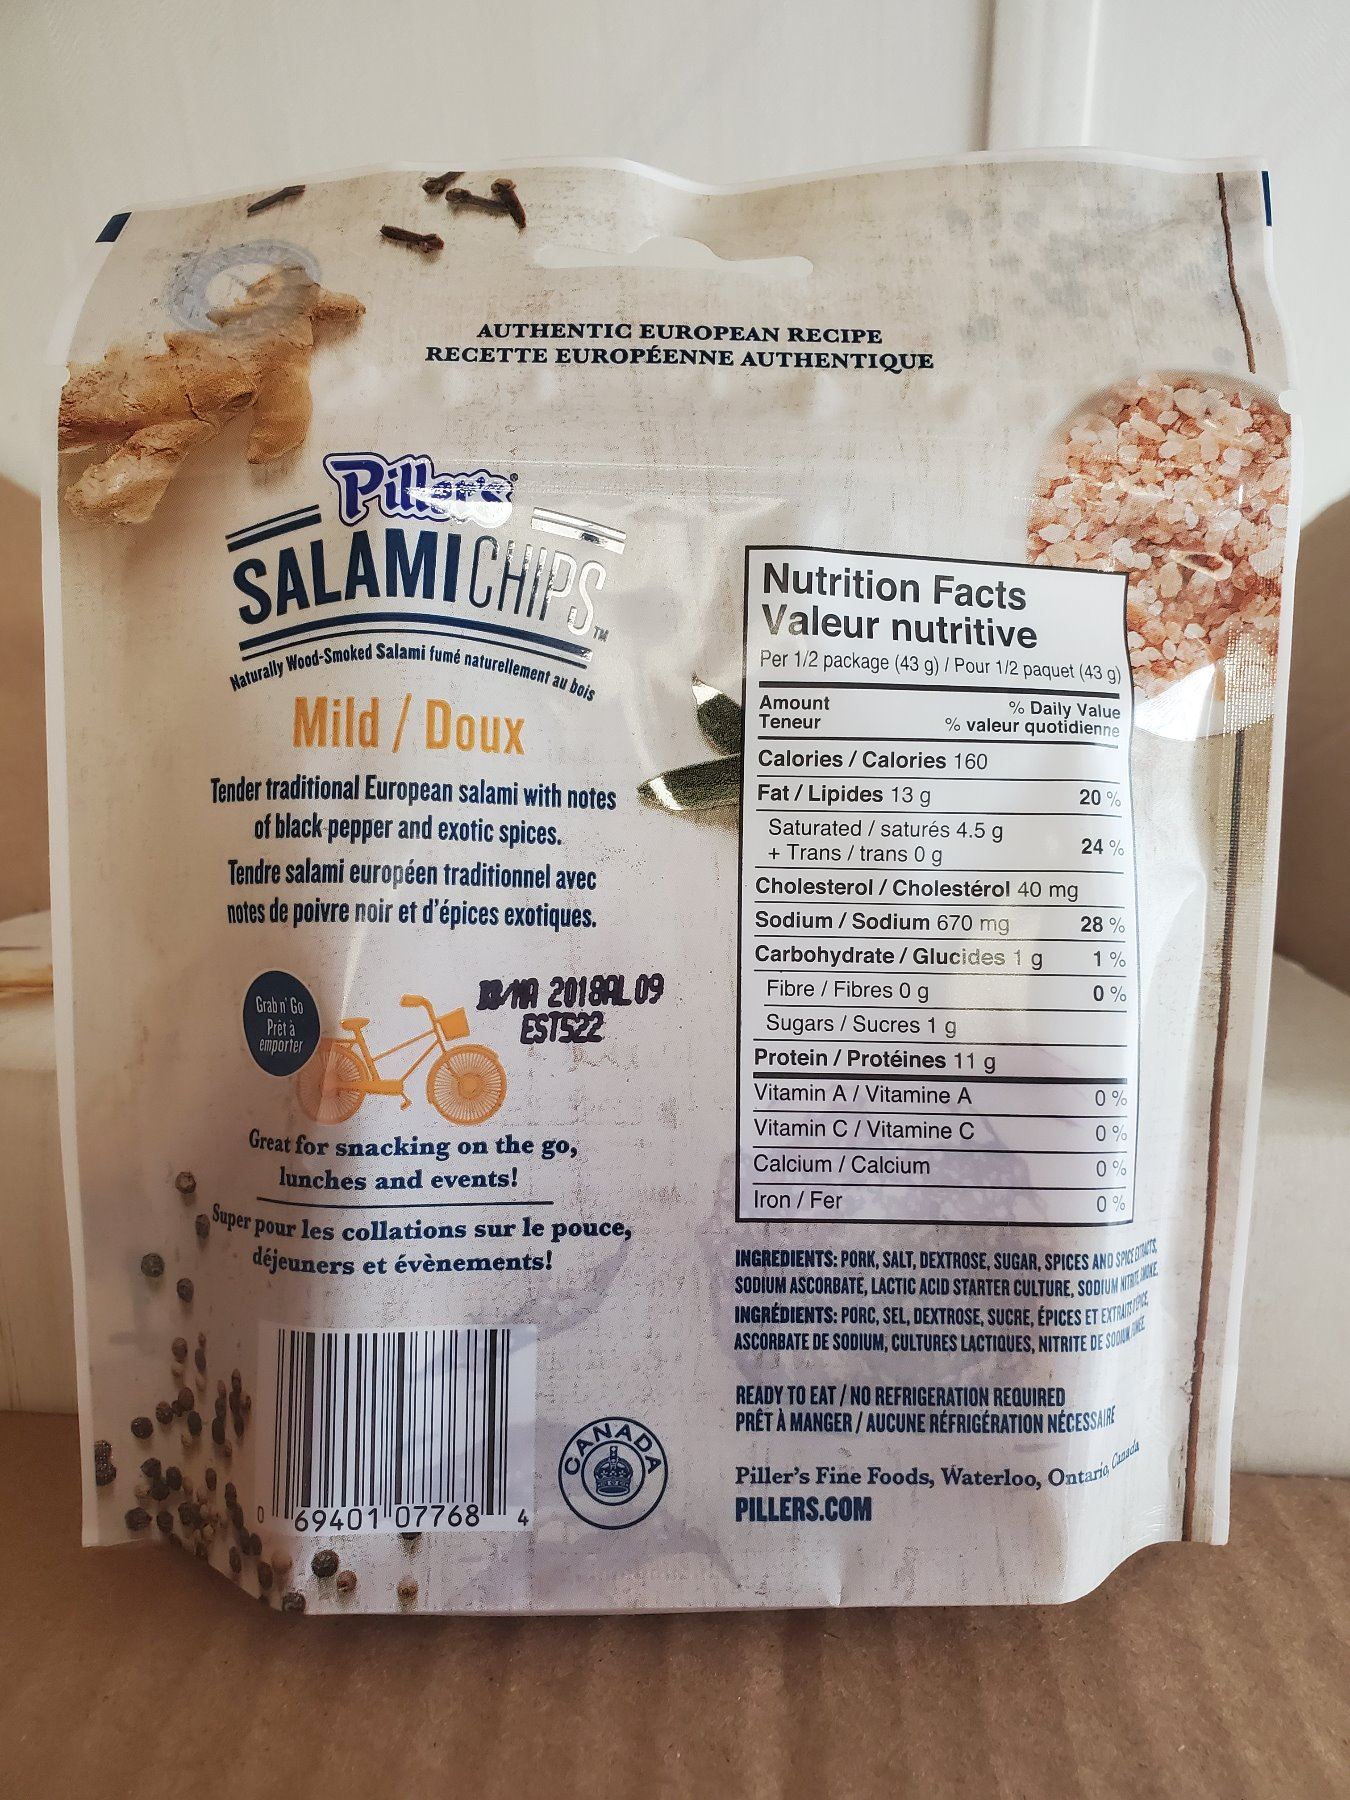 AUTHENTIC EUROPEAN RECIPE
RECETTE EUROPÉENNE AUTHENTIQUE
Piller's
SALAMI CHIPS™
Naturally Wood-Smoked Salami fumé naturellement au bois
Mild / Doux
Tender traditional European salami with notes
of black pepper and exotic spices.
Tendre salami européen traditionnel avec
notes de poivre noir et d'épices exotiques.
2018AL09
EST522
Grab n' Go
Prêt à
emporter
Great for snacking on the go,
lunches and events!
Super pour les collations sur le pouce,
déjeuners et évènements!
0 69401 07768 4
CANADA
Nutrition Facts
Valeur nutritive
Per 1/2 package (43 g) / Pour 1/2 paquet (43 g)
Amount % Daily Value
Teneur % valeur quotidienne
Calories / Calories 160
Fat / Lipides 13 g 20 %
Saturated / saturés 4.5 g
+ Trans / trans 0 g 24 %
Cholesterol / Cholestérol 40 mg
Sodium / Sodium 670 mg 28 %
Carbohydrate / Glucides 1 g 1 %
Fibre / Fibres 0 g 0 %
Sugars / Sucres 1 g
Protein / Protéines 11 g
Vitamin A / Vitamine A 0 %
Vitamin C / Vitamine C 0 %
Calcium / Calcium 0 %
Iron / Fer 0 %
INGREDIENTS: PORK, SALT, DEXTROSE, SUGAR, SPICES AND SPICE EXTRACTS,
SODIUM ASCORBATE, LACTIC ACID STARTER CULTURE, SODIUM NITRITE, SMOKE.
INGRÉDIENTS: PORC, SEL, DEXTROSE, SUCRE, ÉPICES ET EXTRAITS D'ÉPICE,
ASCORBATE DE SODIUM, CULTURES LACTIQUES, NITRITE DE SODIUM, FUMÉE.
READY TO EAT / NO REFRIGERATION REQUIRED
PRÊT À MANGER / AUCUNE RÉFRIGÉRATION NÉCESSAIRE
Piller's Fine Foods, Waterloo, Ontario, Canada
PILLERS.COM